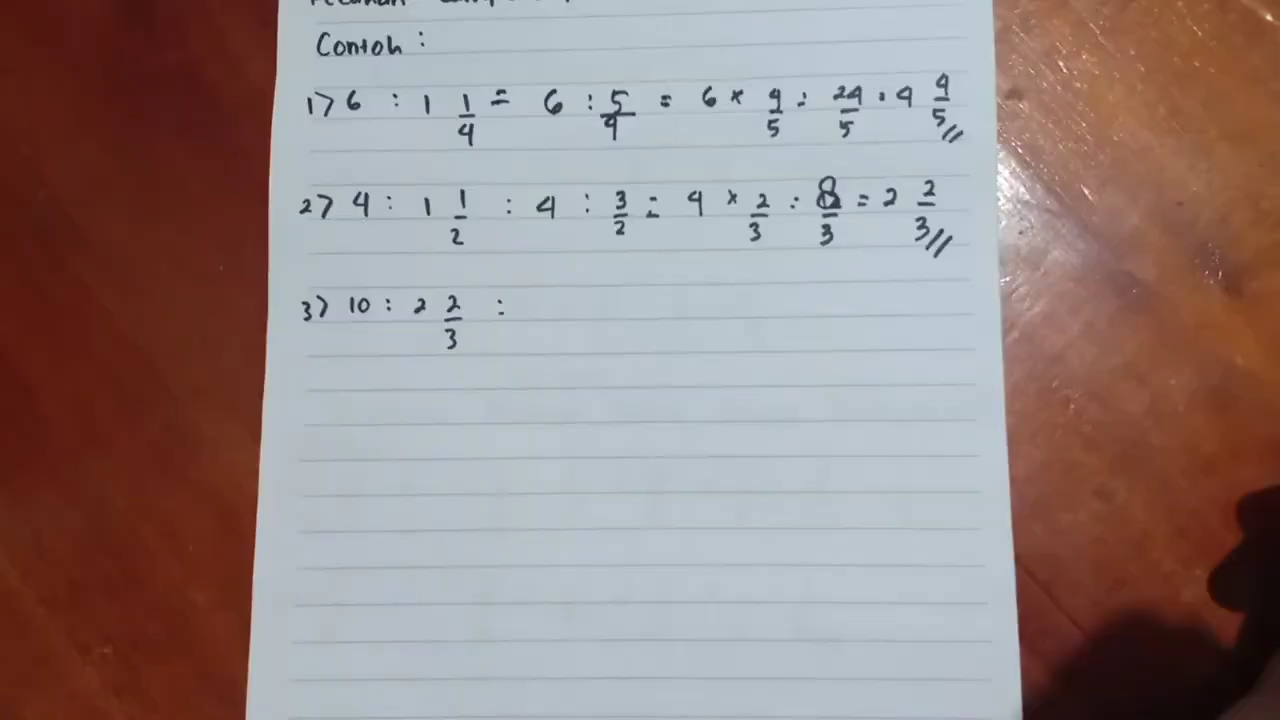 Contoh :
1> 6 : 1 1/4 = 6 : 5/4 = 6 × 4/5 = 24/5 = 4 4/5 //
2> 4 : 1 1/2 : 4 : 3/2 = 4 × 2/3 = 8/3 = 2 2/3 //
3> 10 : 2 2/3 :